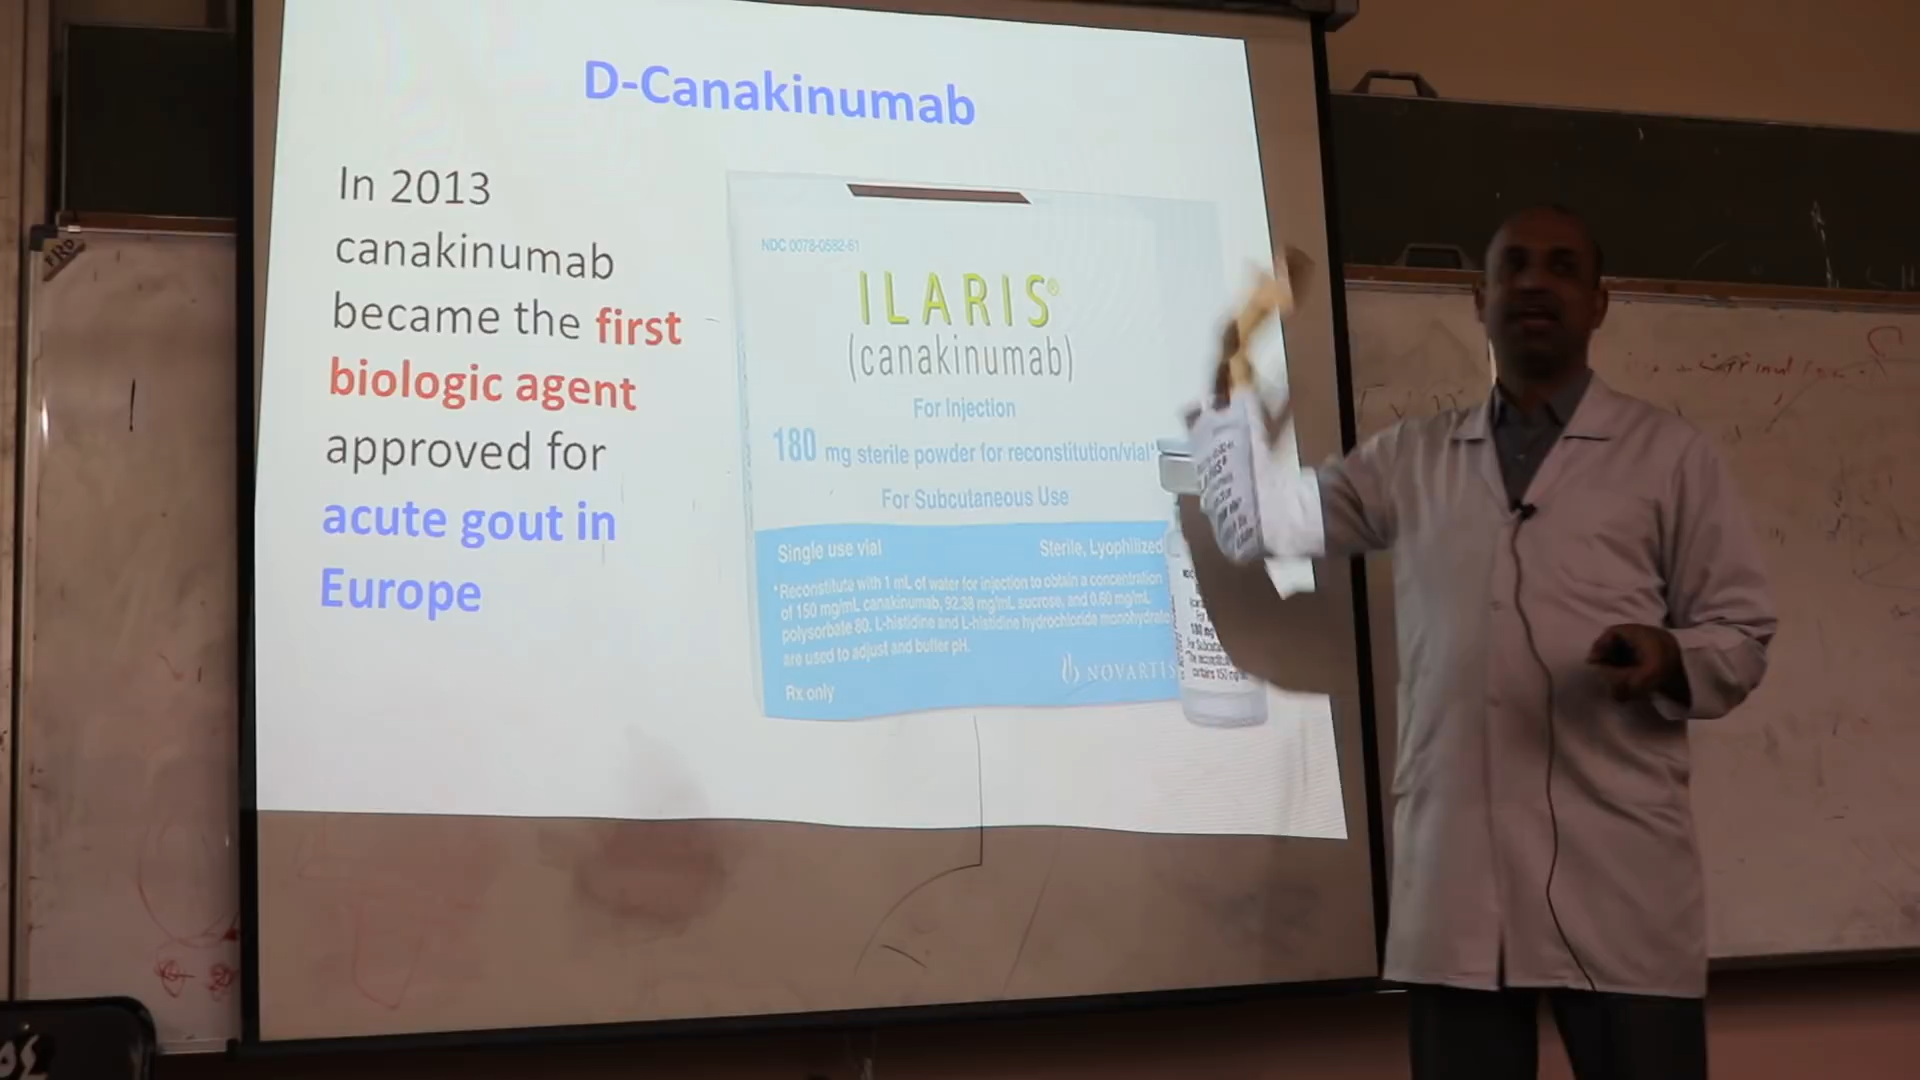 D-Canakinumab
In 2013
canakinumab
became the first
biologic agent
approved for
acute gout in
Europe
NDC 0078-0582-61
ILARIS®
(canakinumab)
For Injection
180 mg sterile powder for reconstitution/vial*
For Subcutaneous Use
Single use vial
Sterile, Lyophilized
*Reconstitute with 1 mL of water for injection to obtain a concentration
of 150 mg/mL canakinumab, 92.38 mg/mL sucrose, and 0.60 mg/mL
polysorbate 80. L-histidine and L-histidine hydrochloride monohydrate
are used to adjust and buffer pH.
NOVARTIS
Rx only
180 mg